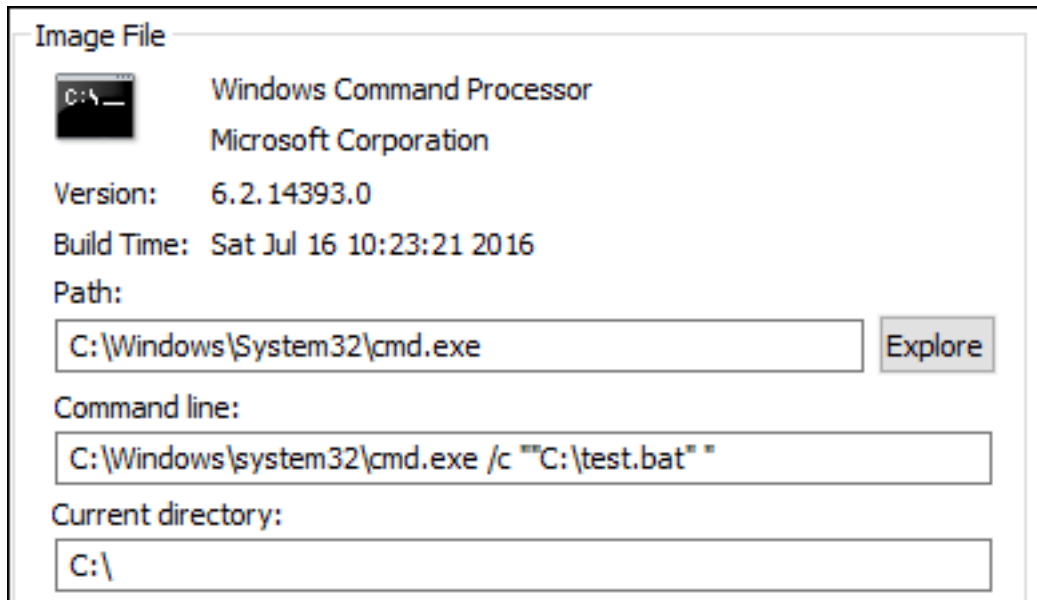 Image File
C:\
Windows Command Processor
Microsoft Corporation
Version: 6.2.14393.0
Build Time: Sat Jul 16 10:23:21 2016
Path:
C:\Windows\System32\cmd.exe Explore
Command line:
C:\Windows\system32\cmd.exe /c ""C:\test.bat" "
Current directory:
C:\